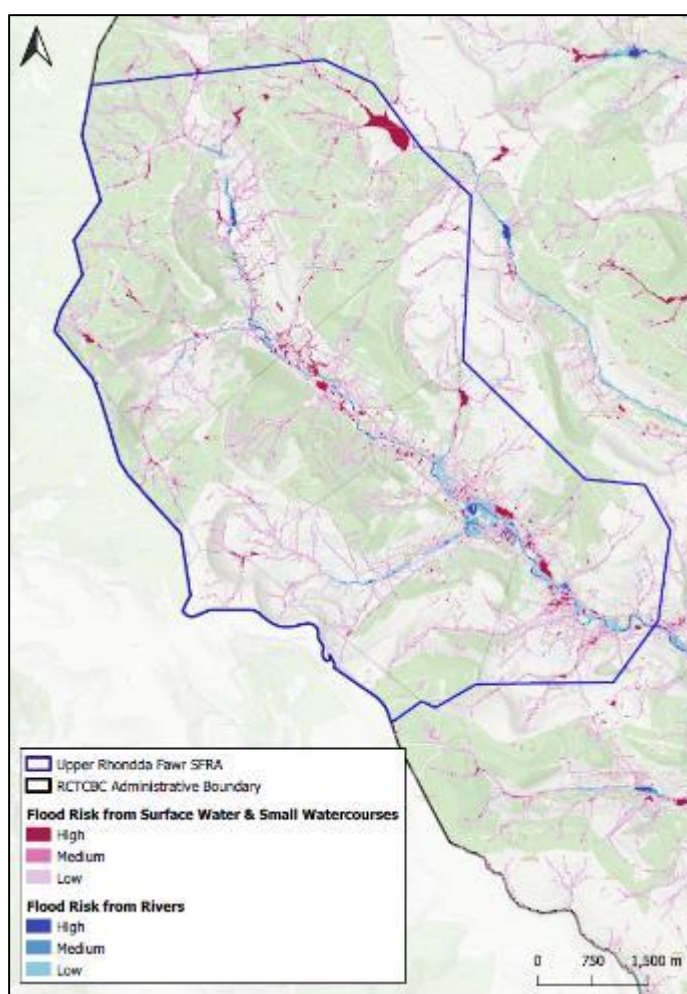 Upper Rhondda Fawr SFRA
RCTCBC Administrative Boundary
Flood Risk from Surface Water & Small Watercourses
High
Medium
Low
Flood Risk from Rivers
High
Medium
Low
0 750 1,500 m